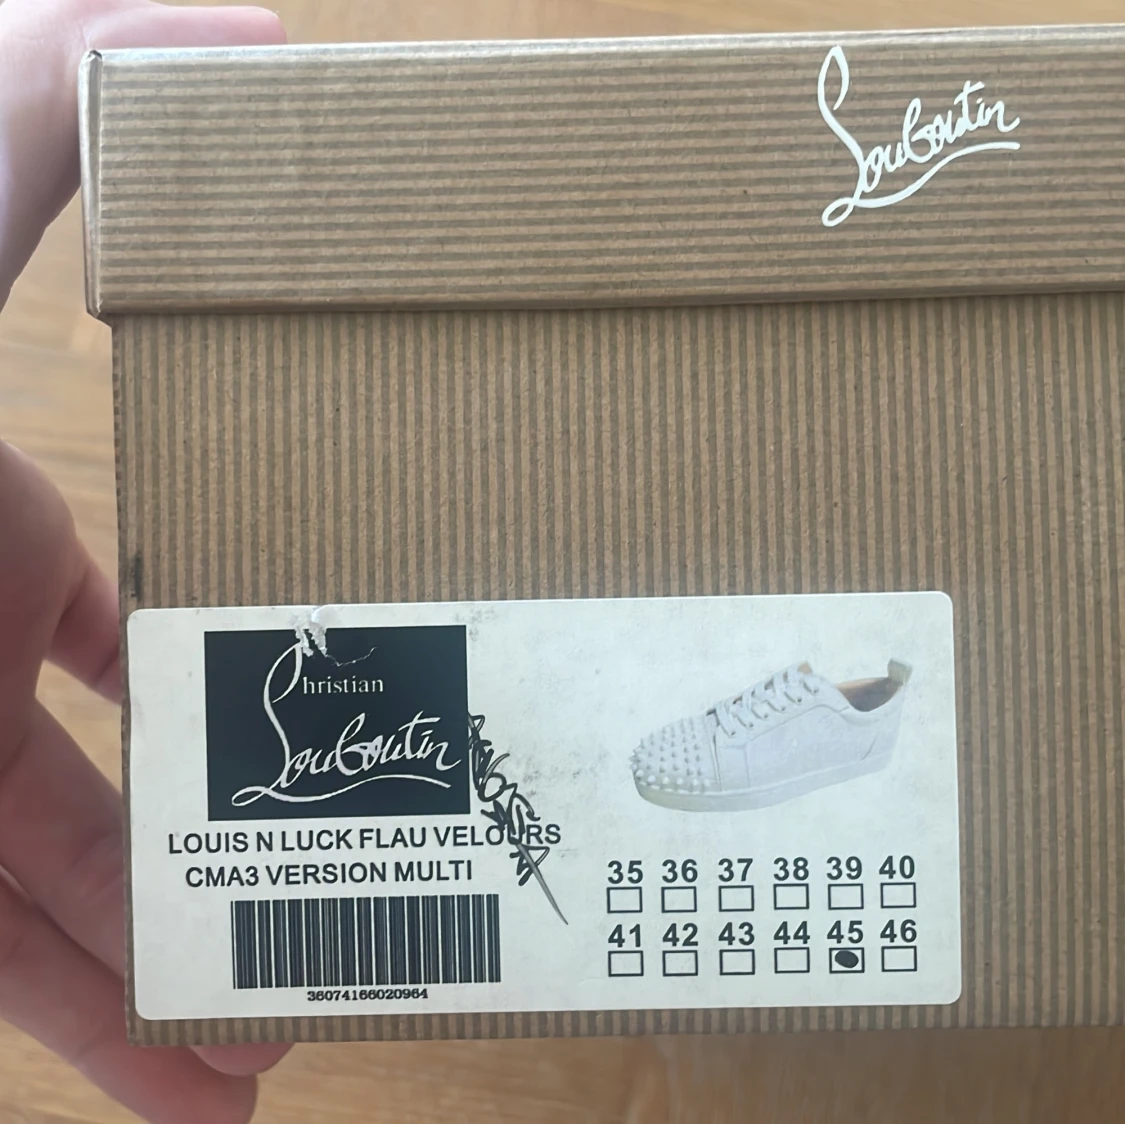 Louboutin
Christian
Louboutin
LOUIS N LUCK FLAU VELOURS
CMA3 VERSION MULTI
36074166020964
35 36 37 38 39 40
41 42 43 44 45 46